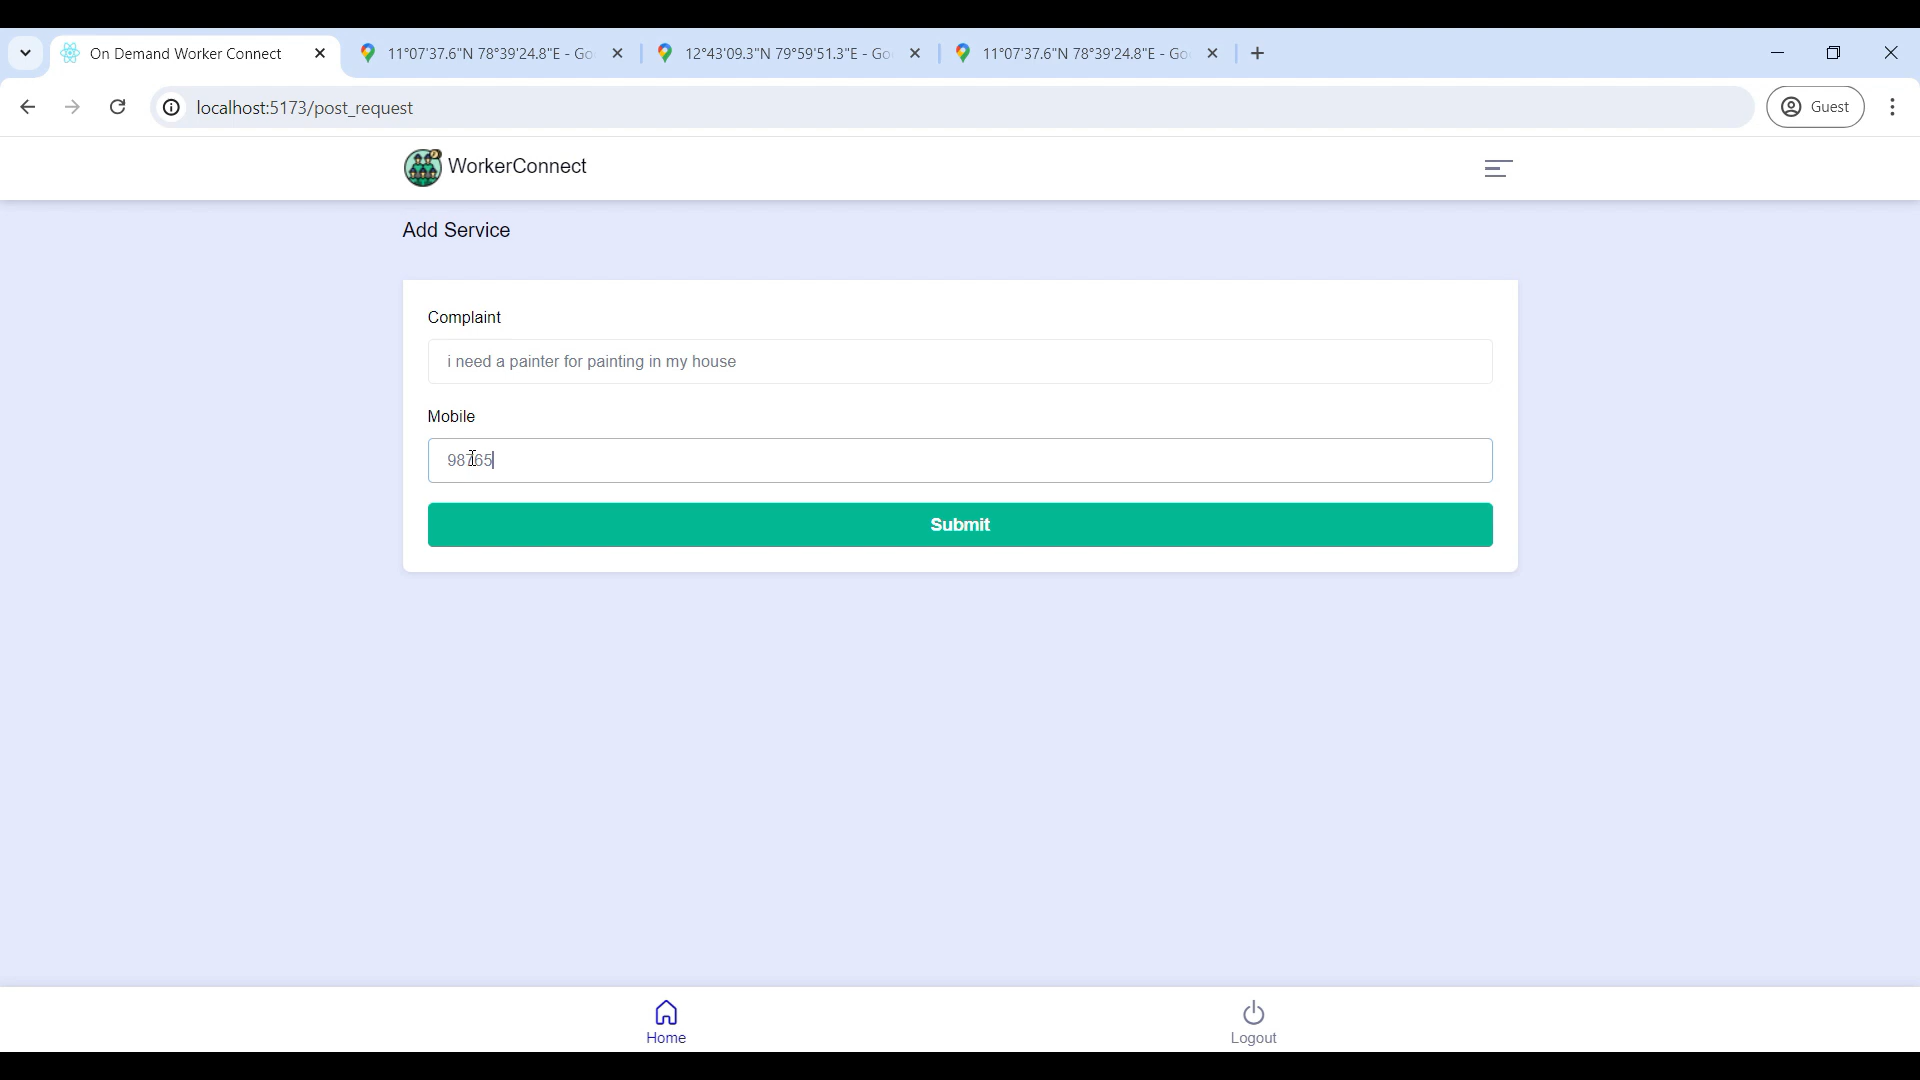 On Demand Worker Connect
11°07'37.6"N 78°39'24.8"E - Go
12°43'09.3"N 79°59'51.3"E - Go
11°07'37.6"N 78°39'24.8"E - Go
localhost:5173/post_request
Guest
WorkerConnect
Add Service
Complaint
i need a painter for painting in my house
Mobile
98765
Submit
Home
Logout